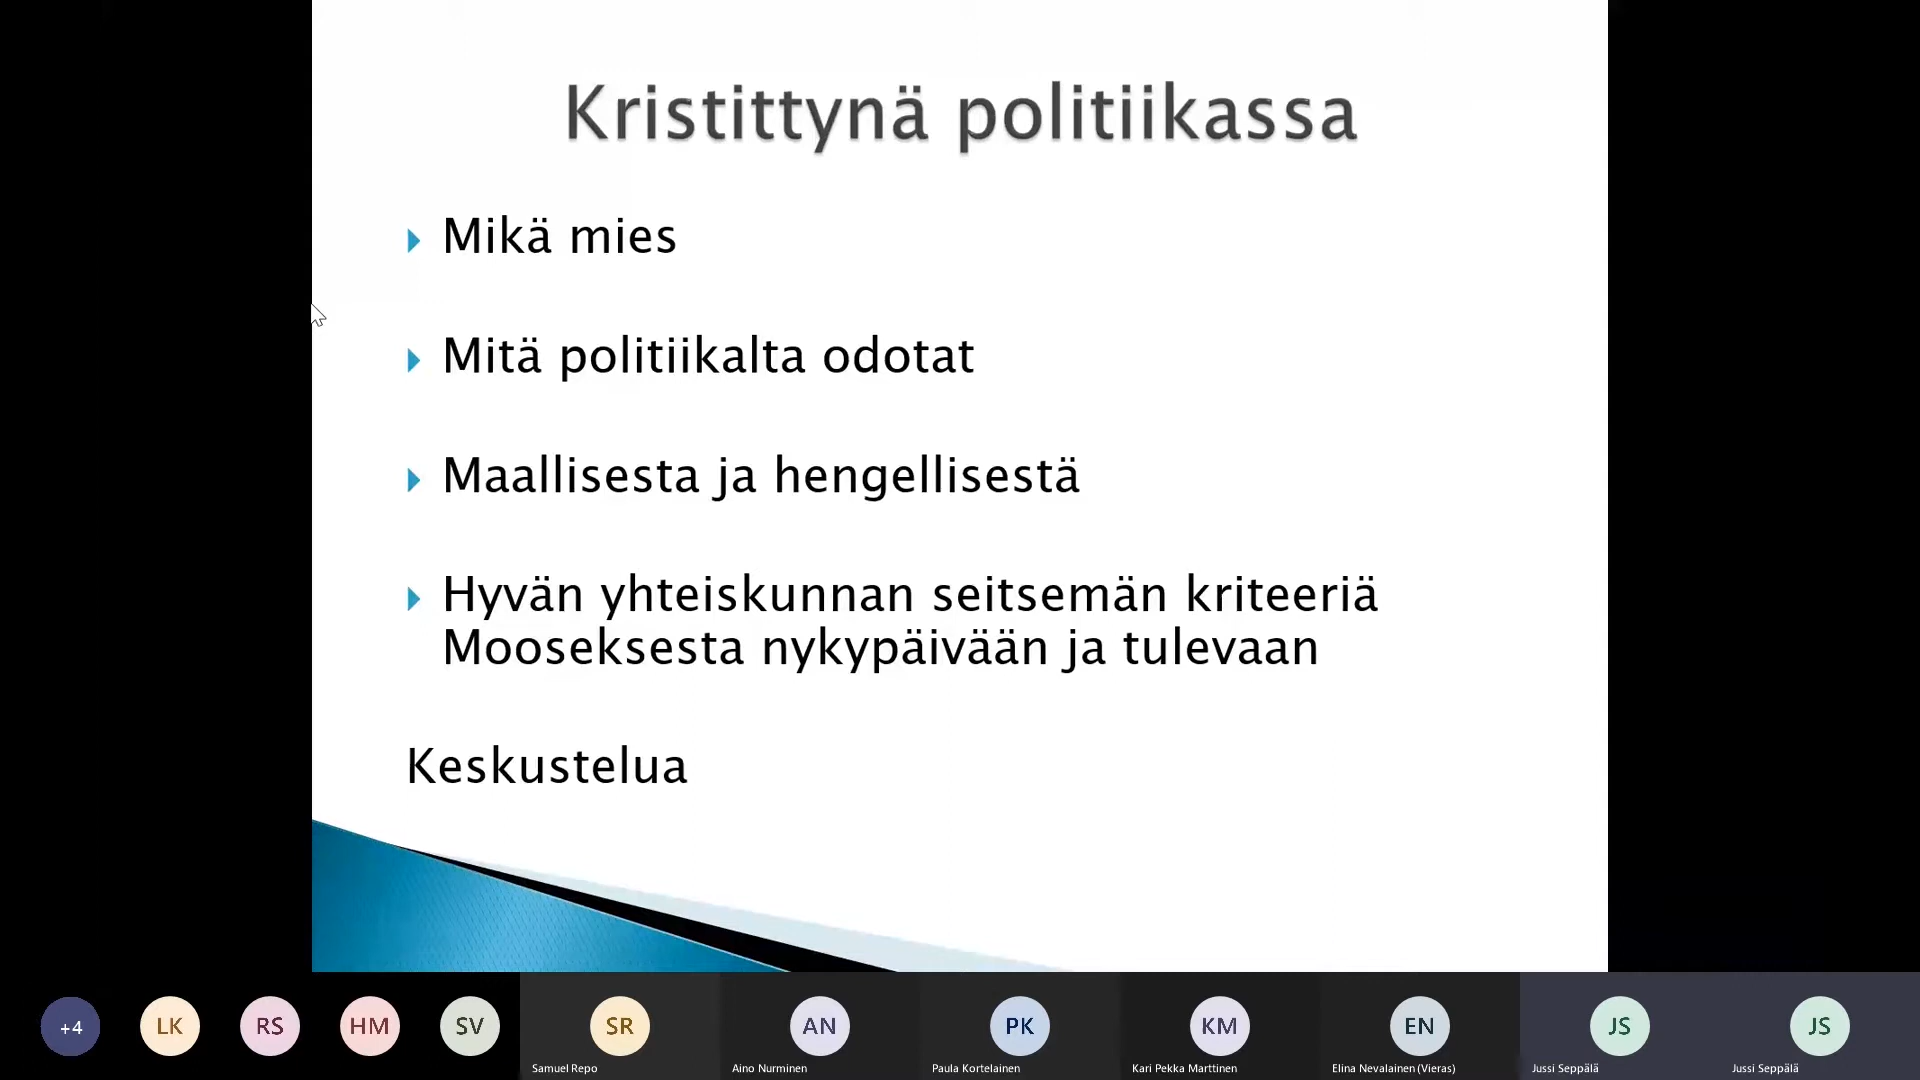 Kristittynä politiikassa
Mikä mies
Mitä politiikalta odotat
Maallisesta ja hengellisestä
Hyvän yhteiskunnan seitsemän kriteeriä
Mooseksesta nykypäivään ja tulevaan
Keskustelua
+4 LK RS HM SV SR AN PK KM EN JS JS
Samuel Repo Aino Nurminen Paula Kortelainen Kari Pekka Marttinen Elina Nevalainen (Vieras) Jussi Seppälä Jussi Seppälä